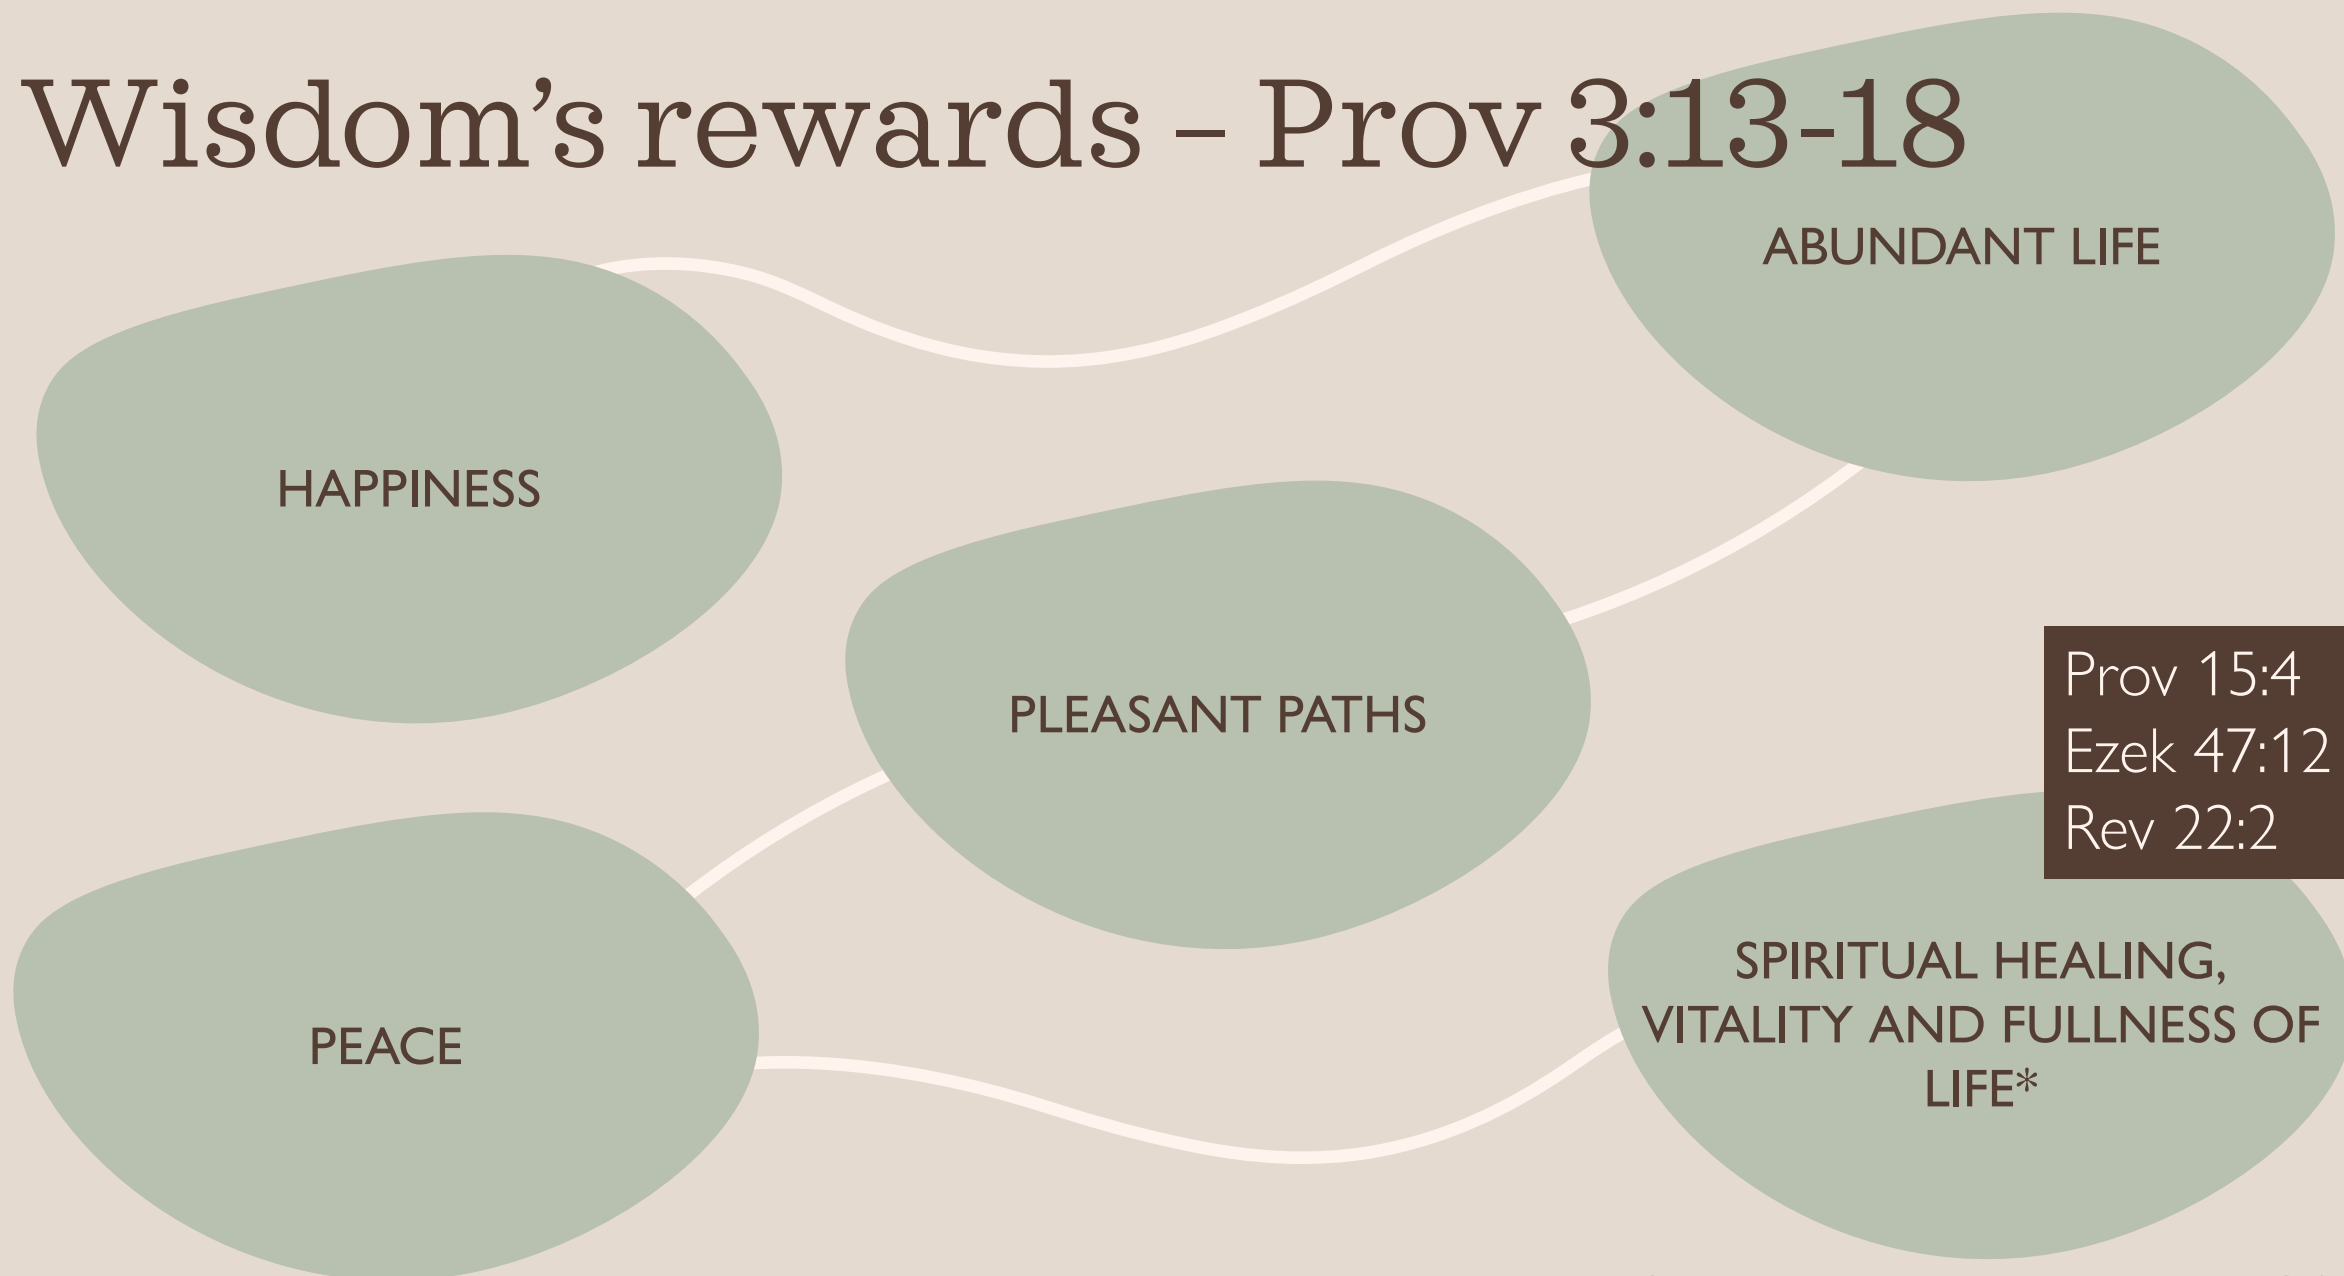 Wisdom’s rewards – Prov 3:13-18
ABUNDANT LIFE
HAPPINESS
PLEASANT PATHS
Prov 15:4
Ezek 47:12
Rev 22:2
PEACE
SPIRITUAL HEALING,
VITALITY AND FULLNESS OF
LIFE*